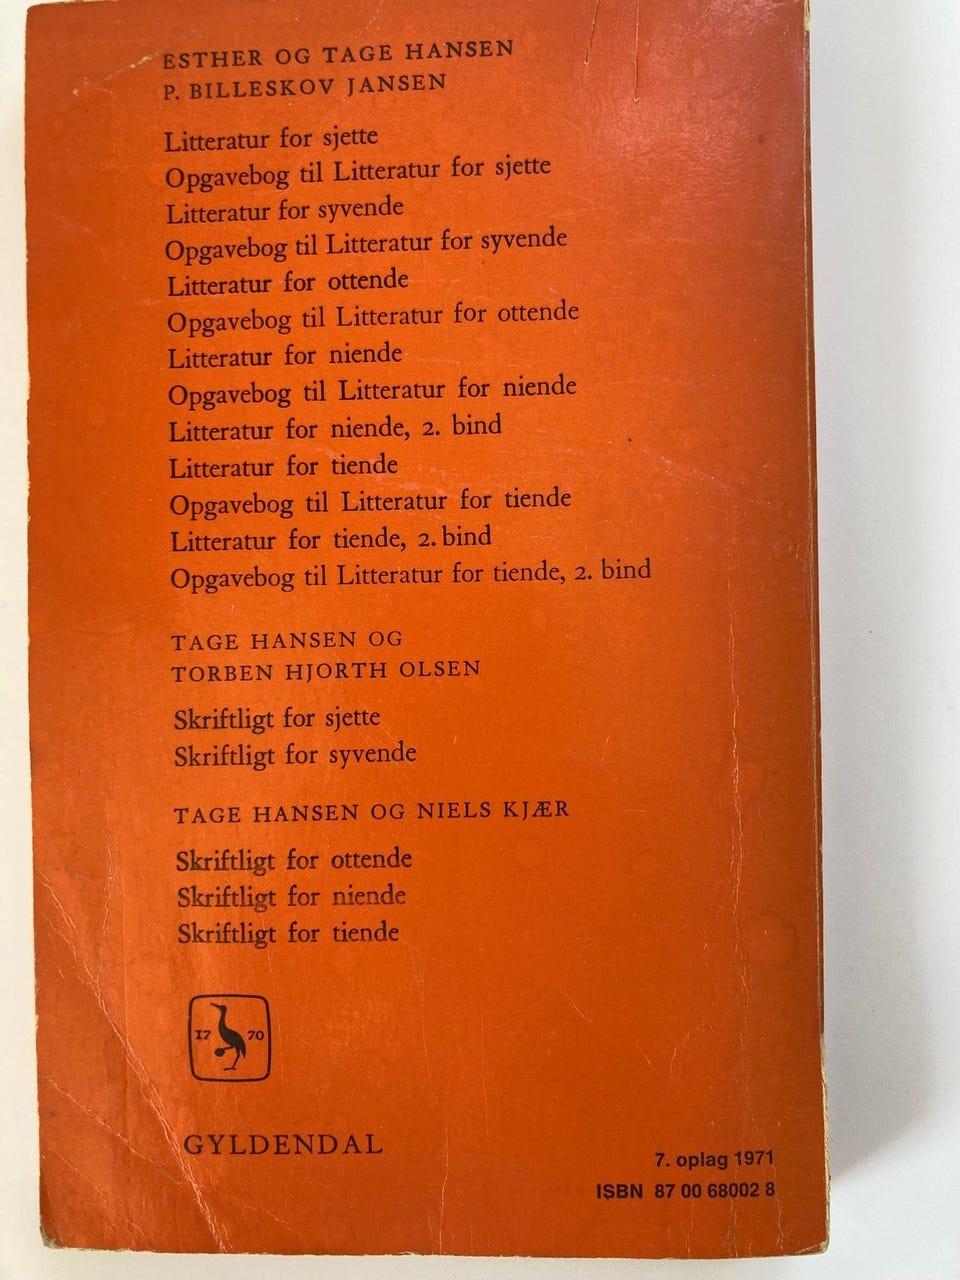 ESTHER OG TAGE HANSEN
P. BILLESKOV JANSEN
Litteratur for sjette
Opgavebog til Litteratur for sjette
Litteratur for syvende
Opgavebog til Litteratur for syvende
Litteratur for ottende
Opgavebog til Litteratur for ottende
Litteratur for niende
Opgavebog til Litteratur for niende
Litteratur for niende, 2. bind
Litteratur for tiende
Opgavebog til Litteratur for tiende
Litteratur for tiende, 2. bind
Opgavebog til Litteratur for tiende, 2. bind
TAGE HANSEN OG
TORBEN HJORTH OLSEN
Skriftligt for sjette
Skriftligt for syvende
TAGE HANSEN OG NIELS KJÆR
Skriftligt for ottende
Skriftligt for niende
Skriftligt for tiende
17 70
GYLDENDAL
7. oplag 1971
ISBN 87 00 68002 8